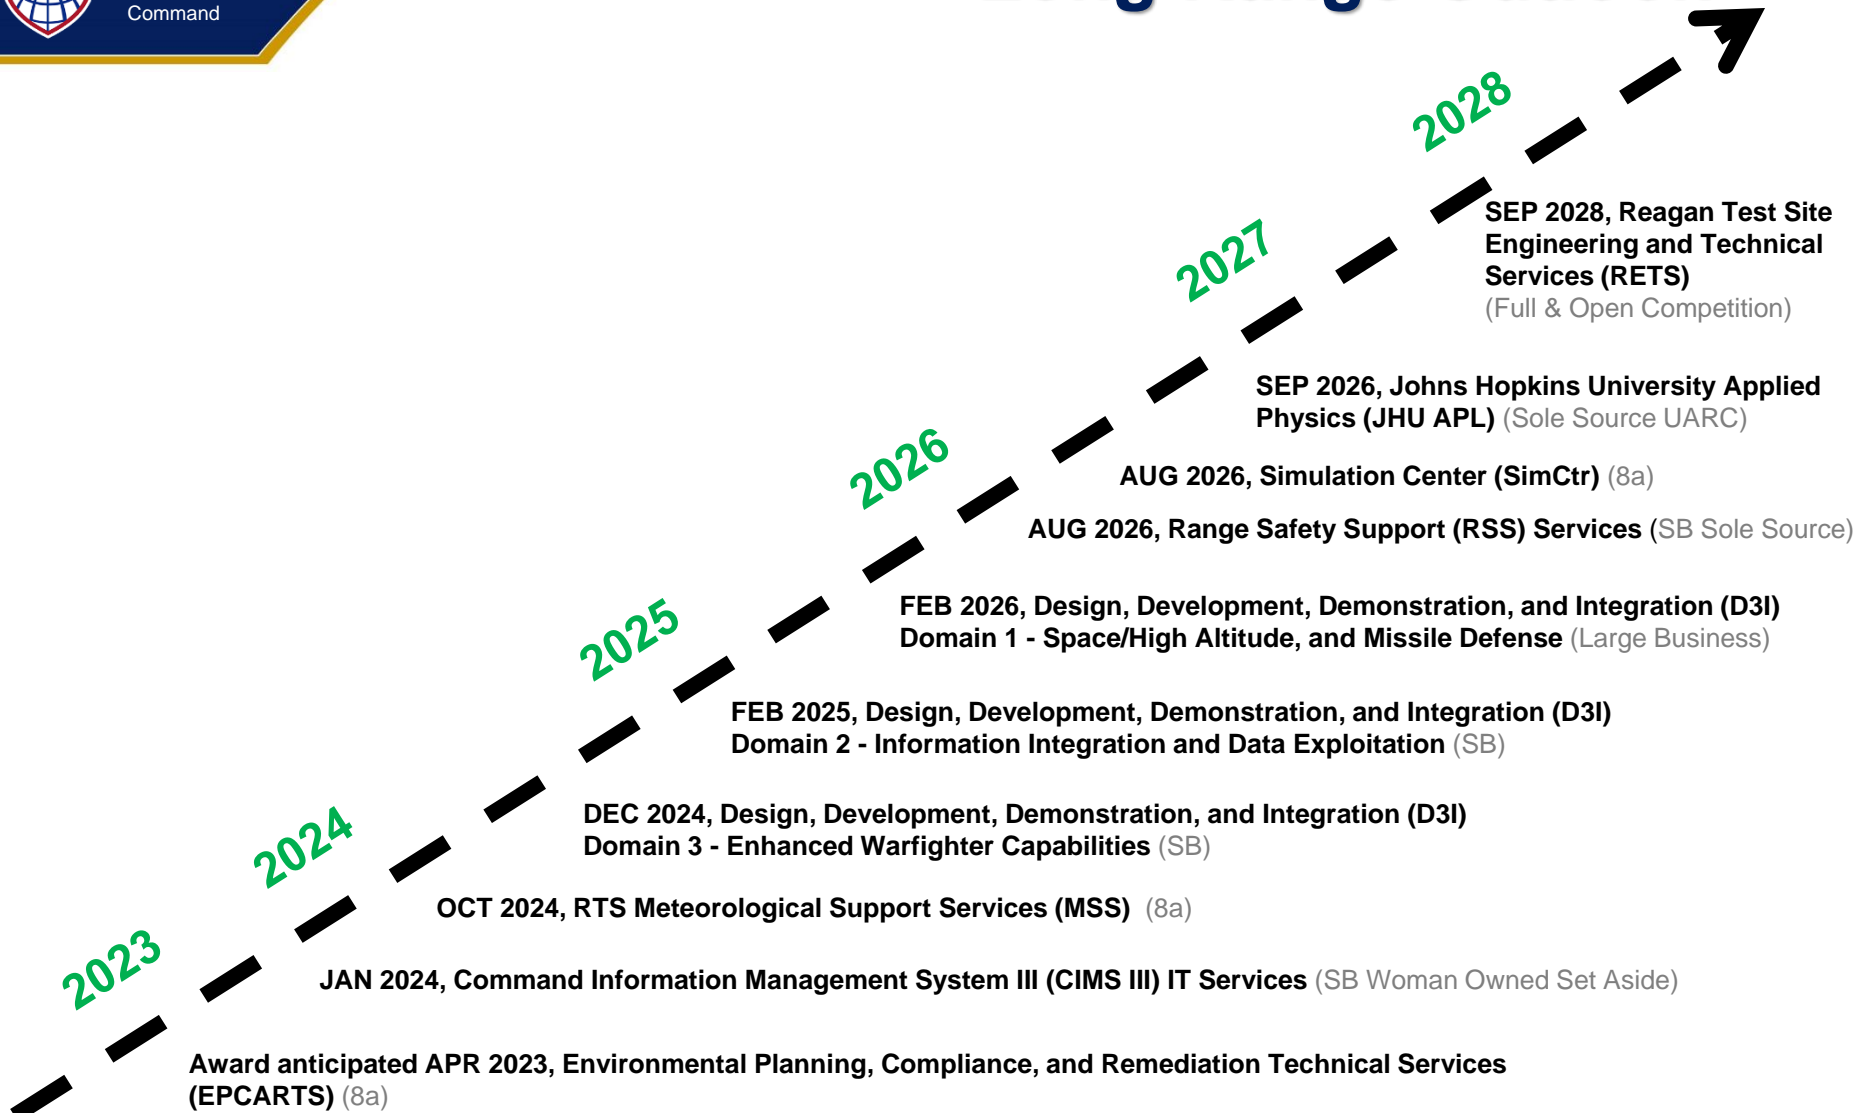 Command
2028
SEP 2028, Reagan Test Site
Engineering and Technical
Services (RETS)
(Full & Open Competition)
2027
SEP 2026, Johns Hopkins University Applied
Physics (JHU APL) (Sole Source UARC)
2026
AUG 2026, Simulation Center (SimCtr) (8a)
AUG 2026, Range Safety Support (RSS) Services (SB Sole Source)
FEB 2026, Design, Development, Demonstration, and Integration (D3I)
Domain 1 - Space/High Altitude, and Missile Defense (Large Business)
2025
FEB 2025, Design, Development, Demonstration, and Integration (D3I)
Domain 2 - Information Integration and Data Exploitation (SB)
DEC 2024, Design, Development, Demonstration, and Integration (D3I)
Domain 3 - Enhanced Warfighter Capabilities (SB)
2024
OCT 2024, RTS Meteorological Support Services (MSS) (8a)
2023
JAN 2024, Command Information Management System III (CIMS III) IT Services (SB Woman Owned Set Aside)
Award anticipated APR 2023, Environmental Planning, Compliance, and Remediation Technical Services
(EPCARTS) (8a)